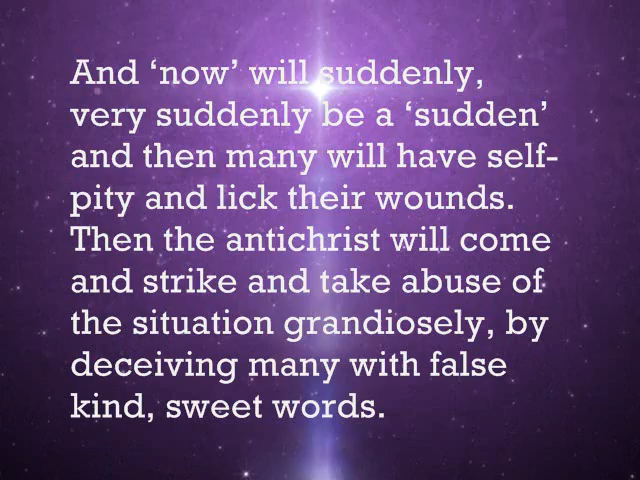 And ‘now’ will suddenly,
very suddenly be a ‘sudden’
and then many will have self-
pity and lick their wounds.
Then the antichrist will come
and strike and take abuse of
the situation grandiosely, by
deceiving many with false
kind, sweet words.